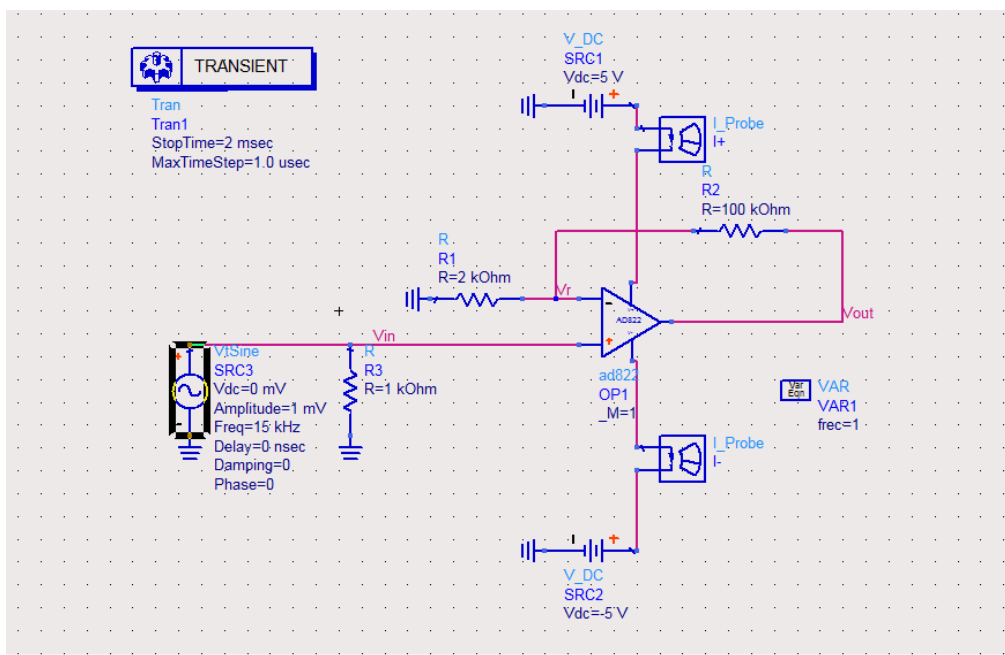 TRANSIENT
Tran
Tran1
StopTime=2 msec
MaxTimeStep=1.0 usec
V_DC
SRC1
Vdc=5 V
I_Probe
I+
R
R2
R=100 kOhm
R
R1
R=2 kOhm
Vr
AD822
Vout
Vin
VtSine
SRC3
Vdc=0 mV
Amplitude=1 mV
Freq=15 kHz
Delay=0 nsec
Damping=0
Phase=0
R
R3
R=1 kOhm
ad822
OP1
_M=1
Var
Eqn
VAR
VAR1
frec=1
I_Probe
I-
V_DC
SRC2
Vdc=-5 V